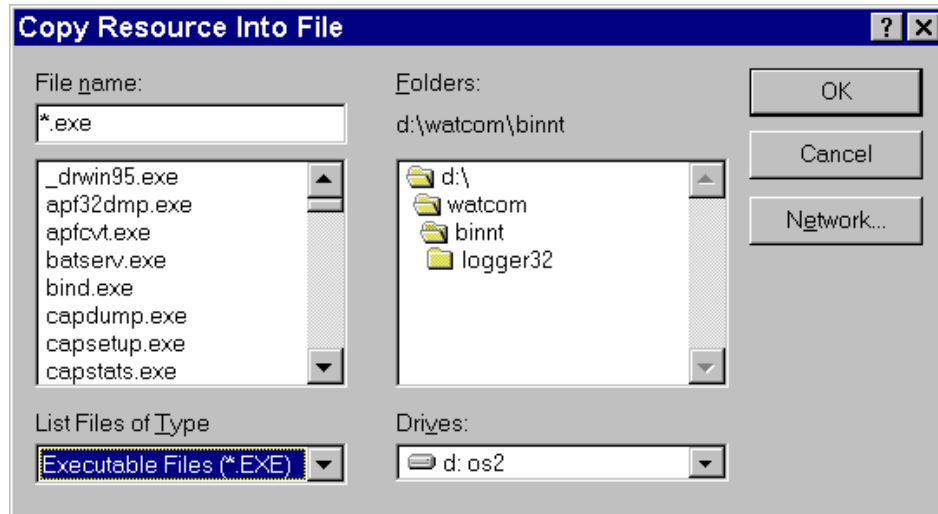 Copy Resource Into File
File name:
*.exe
_drwin95.exe
apf32dmp.exe
apfcvt.exe
batserv.exe
bind.exe
capdump.exe
capsetup.exe
capstats.exe
List Files of Type
Executable Files (*.EXE)
Folders:
d:\watcom\binnt
d:\
watcom
binnt
logger32
Drives:
d: os2
OK
Cancel
Network...